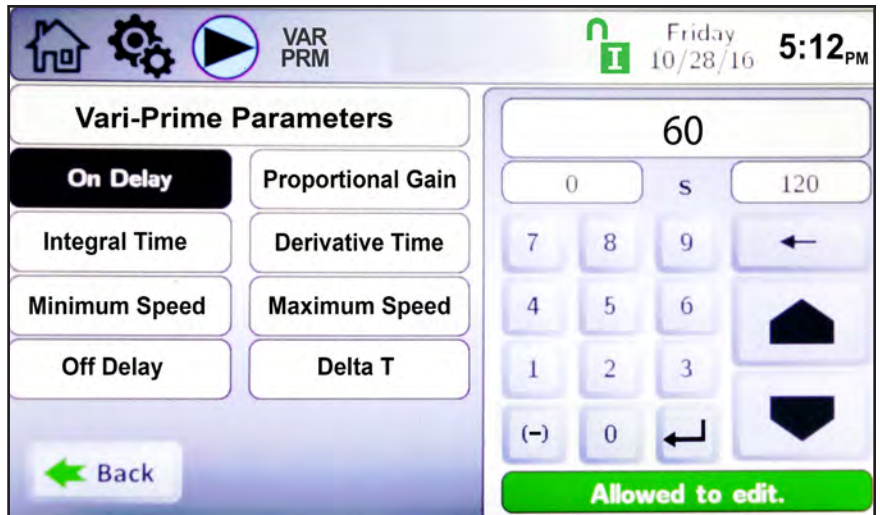 VAR
PRM
Friday
10/28/16
5:12PM
Vari-Prime Parameters
On Delay
Proportional Gain
Integral Time
Derivative Time
Minimum Speed
Maximum Speed
Off Delay
Delta T
Back
60
0 s 120
7 8 9
4 5 6
1 2 3
(-) 0
Allowed to edit.